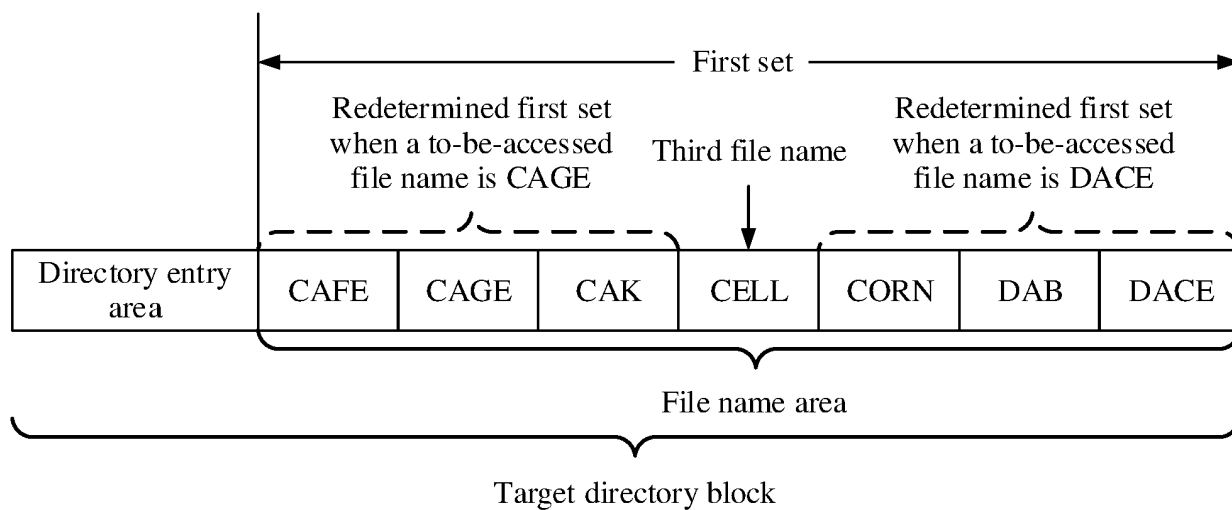 First set
Redetermined first set
when a to-be-accessed
file name is CAGE
Third file name
Redetermined first set
when a to-be-accessed
file name is DACE
Directory entry
area
CAFE
CAGE
CAK
CELL
CORN
DAB
DACE
File name area
Target directory block